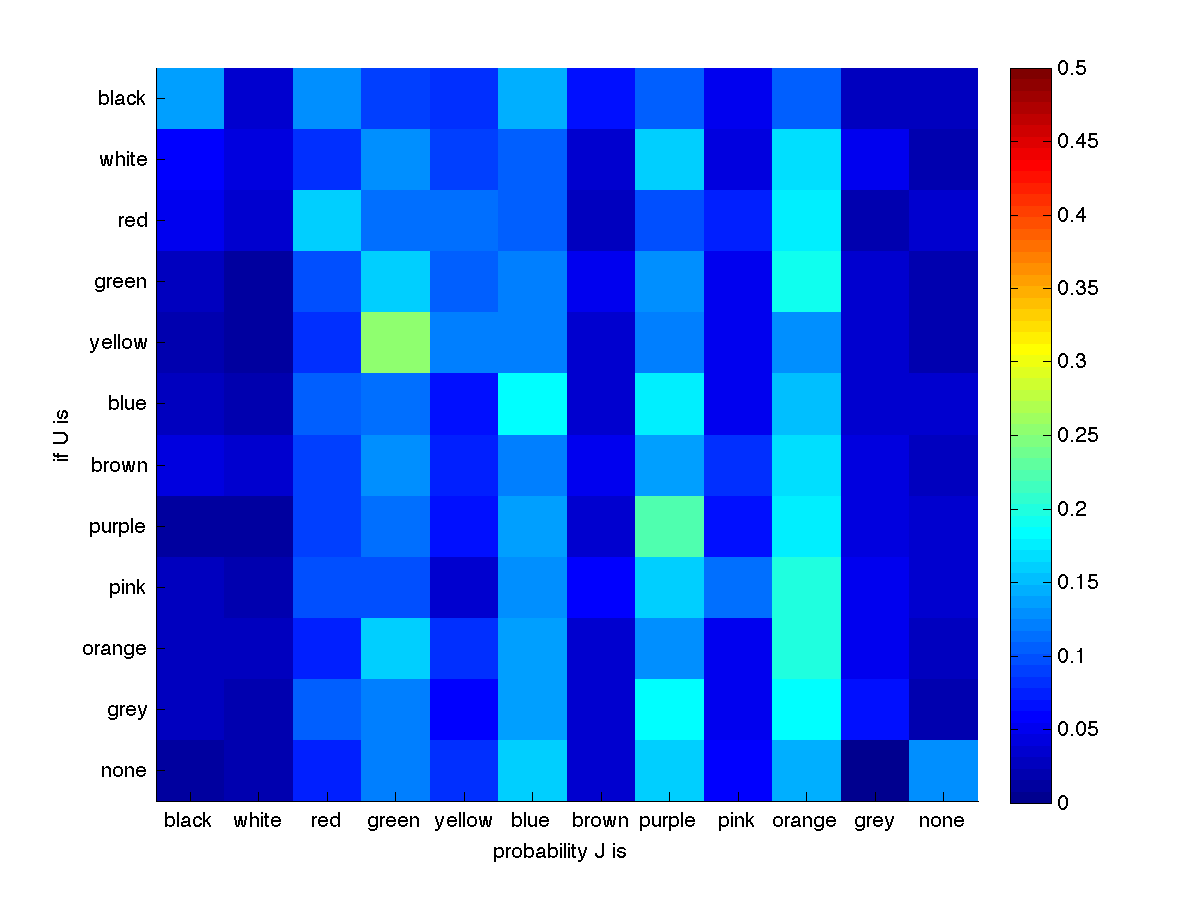 black
white
red
green
yellow
blue
brown
purple
pink
orange
grey
none
if U is
black white red green yellow blue brown purple pink orange grey none
probability J is
0.5
0.45
0.4
0.35
0.3
0.25
0.2
0.15
0.1
0.05
0